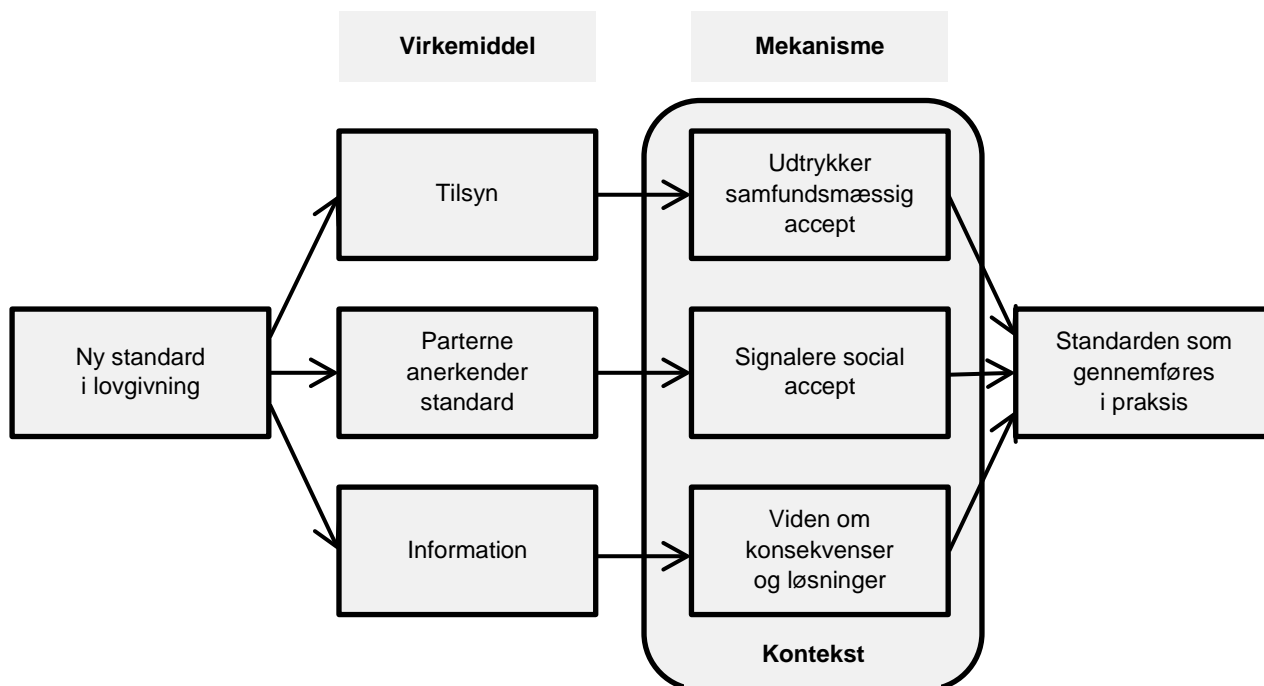 Virkemiddel
Mekanisme
Tilsyn
Udtrykker
samfundsmæssig
accept
Ny standard
i lovgivning
Parterne
anerkender
standard
Signalere social
accept
Standarden som
gennemføres
i praksis
Information
Viden om
konsekvenser
og løsninger
Kontekst